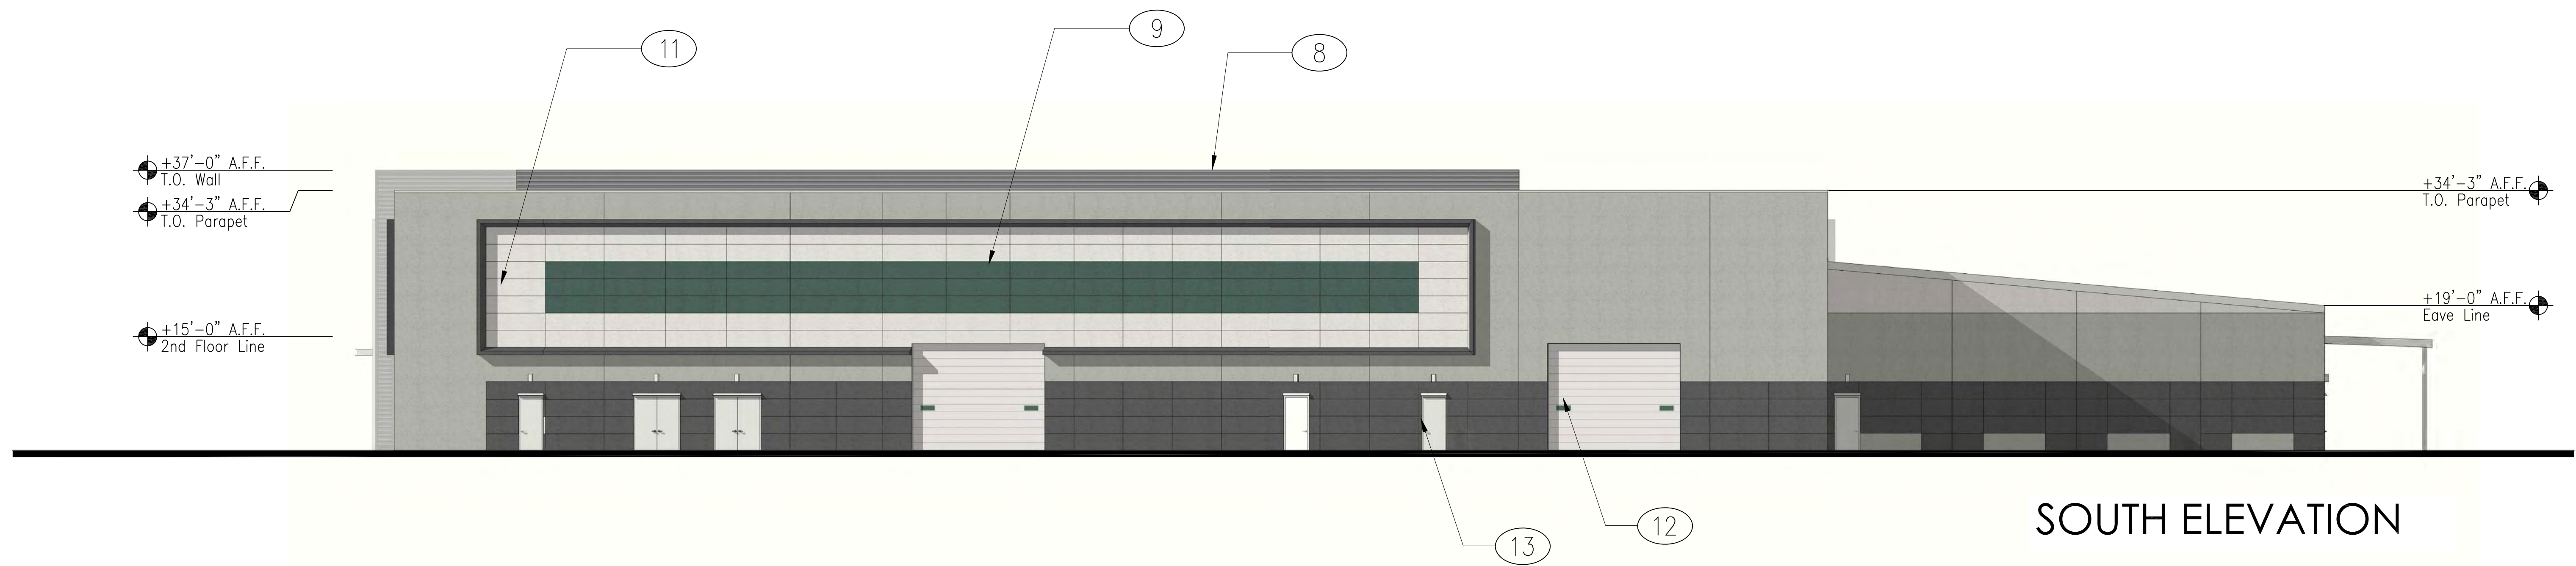 9
11
8
+37'-0" A.F.F.
T.O. Wall
+34'-3" A.F.F.
T.O. Parapet
+15'-0" A.F.F.
2nd Floor Line
+34'-3" A.F.F.
T.O. Parapet
+19'-0" A.F.F.
Eave Line
12
13
SOUTH ELEVATION